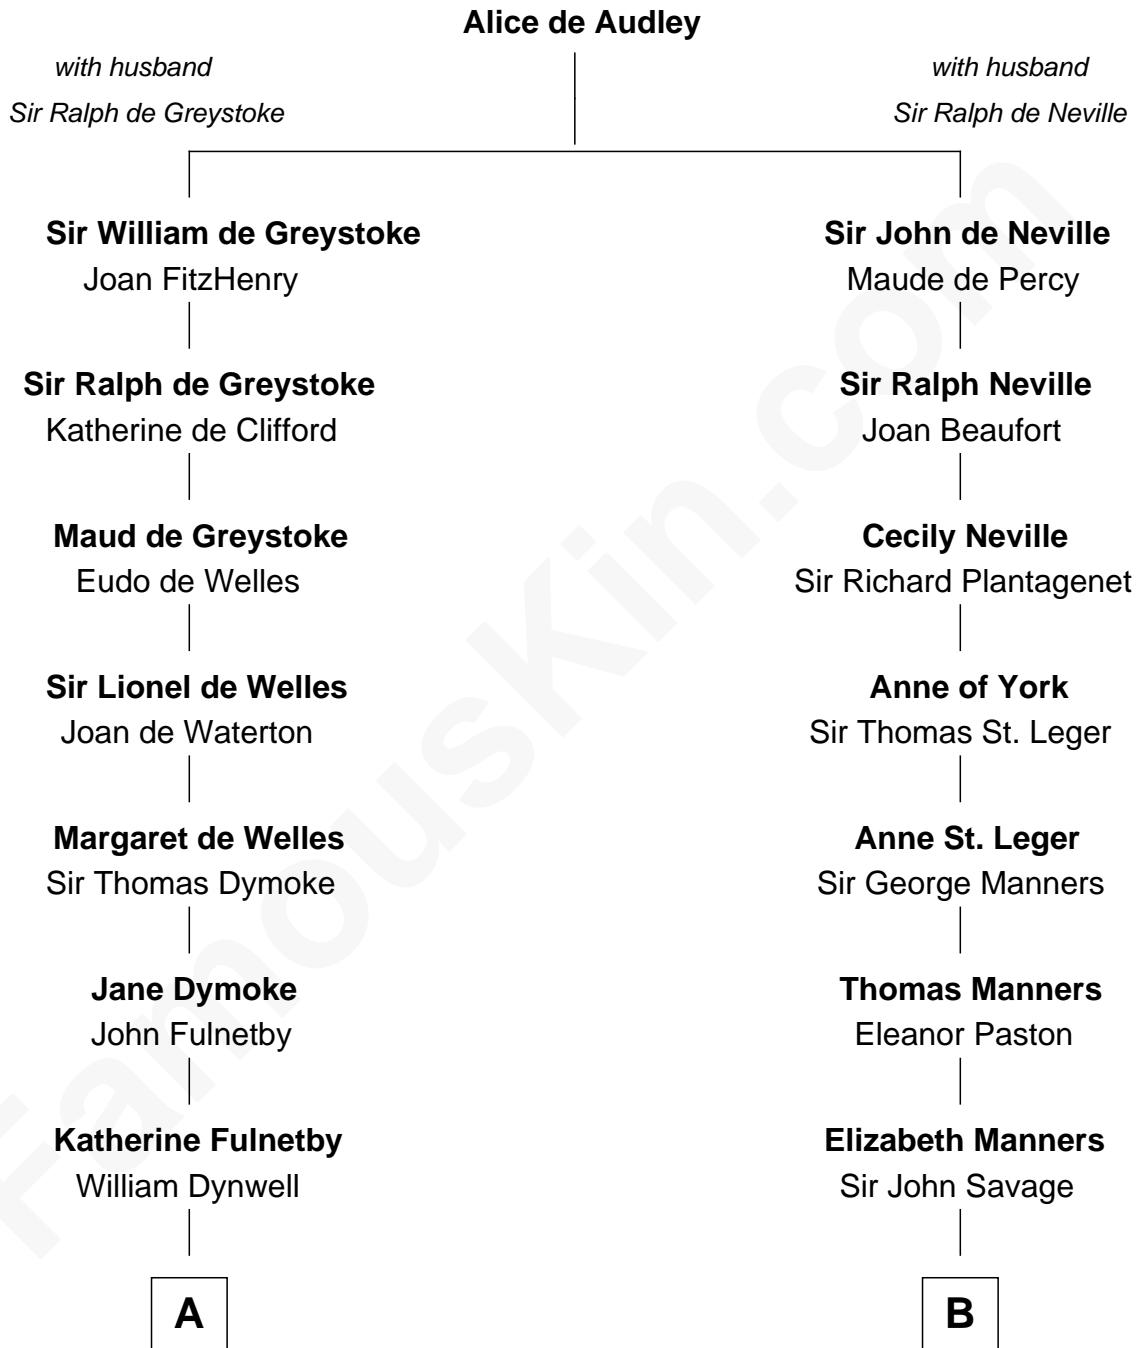 Alice de Audley
with husband
Sir Ralph de Greystoke
with husband
Sir Ralph de Neville
Sir William de Greystoke
Joan FitzHenry
Sir John de Neville
Maude de Percy
Sir Ralph de Greystoke
Katherine de Clifford
Sir Ralph Neville
Joan Beaufort
Maud de Greystoke
Eudo de Welles
Cecily Neville
Sir Richard Plantagenet
Sir Lionel de Welles
Joan de Waterton
Anne of York
Sir Thomas St. Leger
Margaret de Welles
Sir Thomas Dymoke
Anne St. Leger
Sir George Manners
Jane Dymoke
John Fulnetby
Thomas Manners
Eleanor Paston
Katherine Fulnetby
William Dynwell
Elizabeth Manners
Sir John Savage
A
B
FamousKin.com